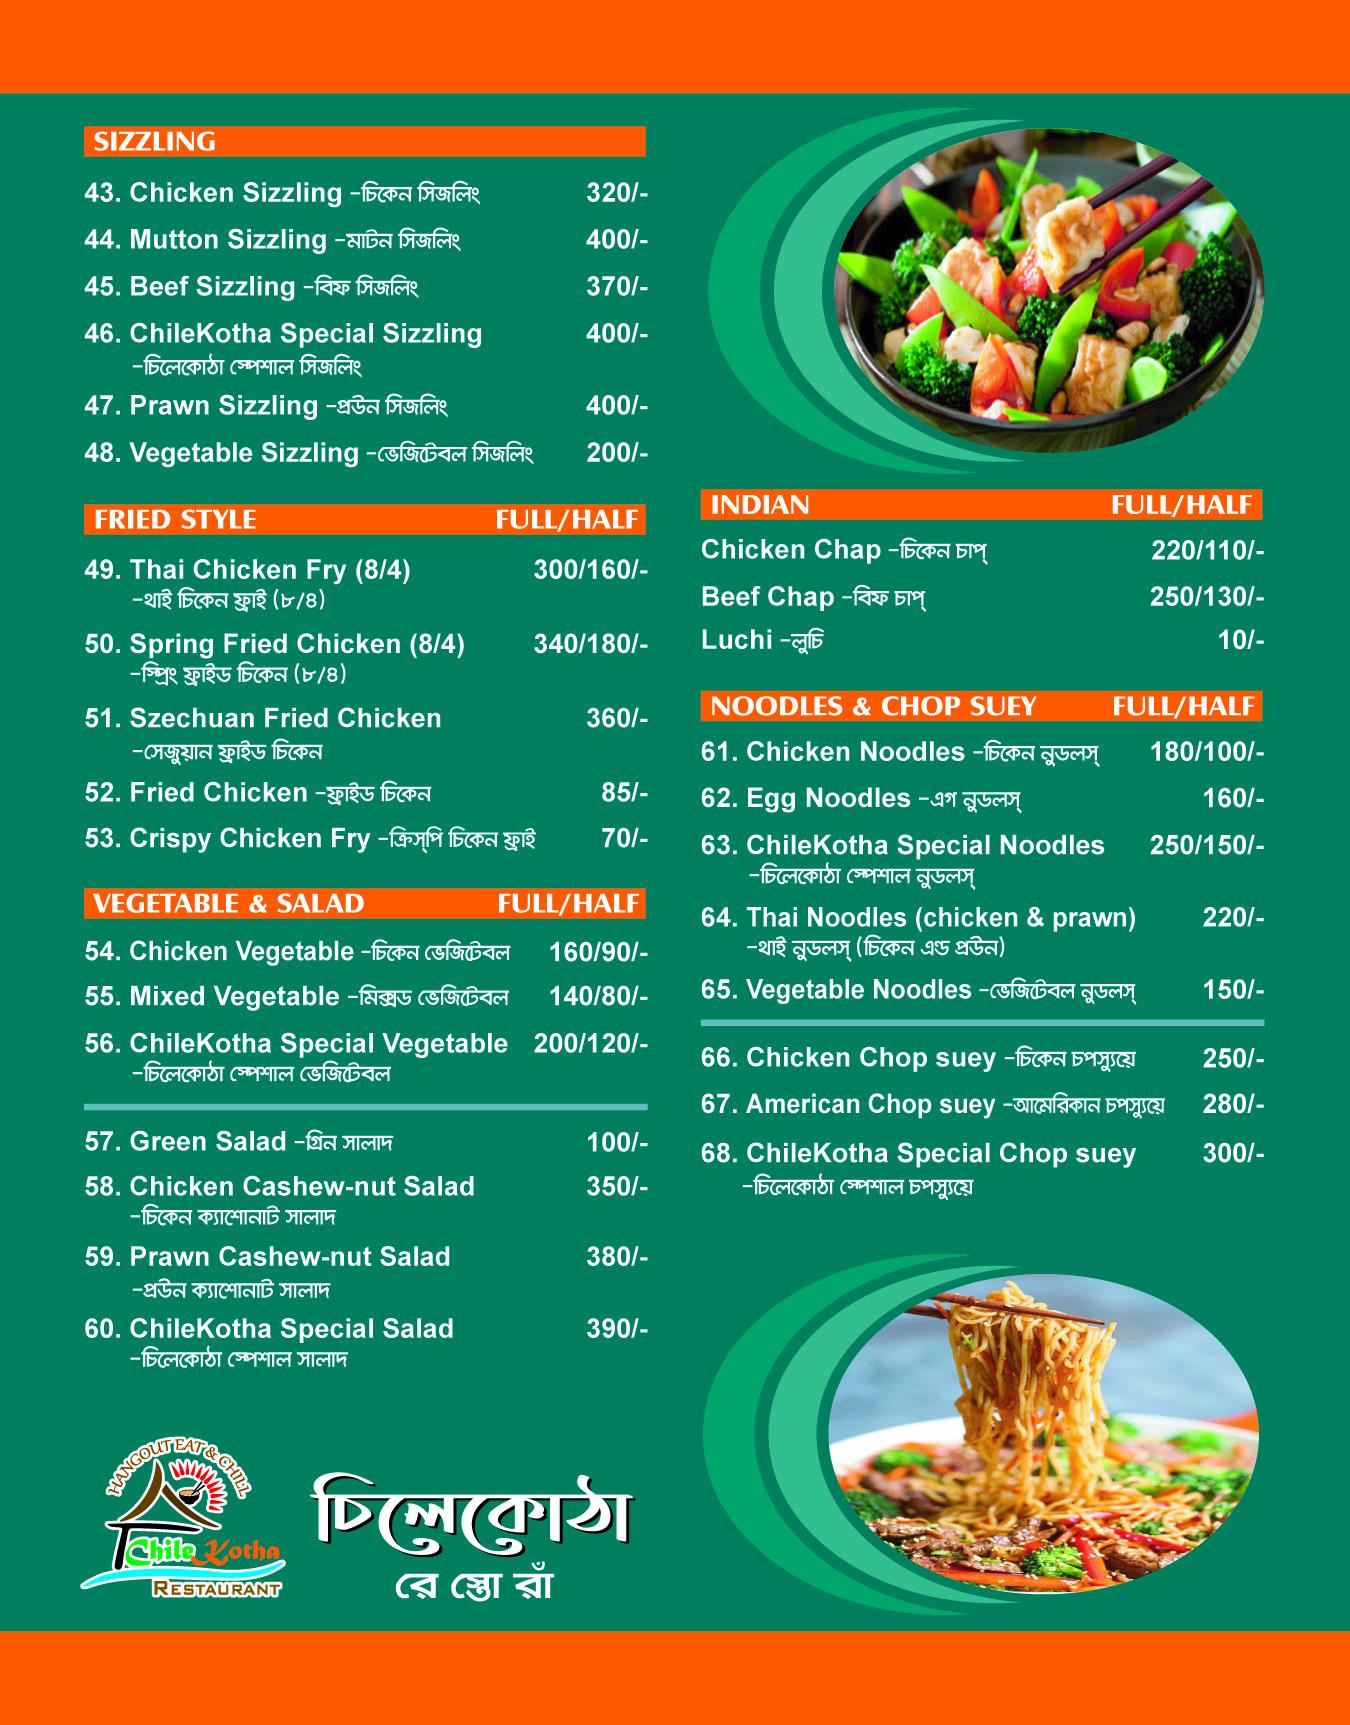 SIZZLING
43. Chicken Sizzling -চিকেন সিজলিং 320/-
44. Mutton Sizzling -মাটন সিজলিং 400/-
45. Beef Sizzling -বিফ সিজলিং 370/-
46. ChileKotha Special Sizzling 400/-
-চিলেকোঠা স্পেশাল সিজলিং
47. Prawn Sizzling -প্রউন সিজলিং 400/-
48. Vegetable Sizzling -ভেজিটেবল সিজলিং 200/-
FRIED STYLE FULL/HALF
49. Thai Chicken Fry (8/4) 300/160/-
-থাই চিকেন ফ্রাই (৮/৪)
50. Spring Fried Chicken (8/4) 340/180/-
-স্প্রিং ফ্রাইড চিকেন (৮/৪)
51. Szechuan Fried Chicken 360/-
-সেজুয়ান ফ্রাইড চিকেন
52. Fried Chicken -ফ্রাইড চিকেন 85/-
53. Crispy Chicken Fry -ক্রিস্‌পি চিকেন ফ্রাই 70/-
VEGETABLE & SALAD FULL/HALF
54. Chicken Vegetable -চিকেন ভেজিটেবল 160/90/-
55. Mixed Vegetable -মিক্সড ভেজিটেবল 140/80/-
56. ChileKotha Special Vegetable 200/120/-
-চিলেকোঠা স্পেশাল ভেজিটেবল
57. Green Salad -গ্রিন সালাদ 100/-
58. Chicken Cashew-nut Salad 350/-
-চিকেন ক্যাশোনাট সালাদ
59. Prawn Cashew-nut Salad 380/-
-প্রউন ক্যাশোনাট সালাদ
60. ChileKotha Special Salad 390/-
-চিলেকোঠা স্পেশাল সালাদ
HANGOUT EAT & CHILL
Chile Kotha
RESTAURANT
চিলেকোঠা
রেস্তোরাঁ
INDIAN FULL/HALF
Chicken Chap -চিকেন চাপ্ 220/110/-
Beef Chap -বিফ চাপ্ 250/130/-
Luchi -লুচি 10/-
NOODLES & CHOP SUEY FULL/HALF
61. Chicken Noodles -চিকেন নুডলস্ 180/100/-
62. Egg Noodles -এগ নুডলস্ 160/-
63. ChileKotha Special Noodles 250/150/-
-চিলেকোঠা স্পেশাল নুডলস্
64. Thai Noodles (chicken & prawn) 220/-
-থাই নুডলস্ (চিকেন এণ্ড প্রউন)
65. Vegetable Noodles -ভেজিটেবল নুডলস্ 150/-
66. Chicken Chop suey -চিকেন চপস্যুয়ে 250/-
67. American Chop suey -আমেরিকান চপস্যুয়ে 280/-
68. ChileKotha Special Chop suey 300/-
-চিলেকোঠা স্পেশাল চপস্যুয়ে